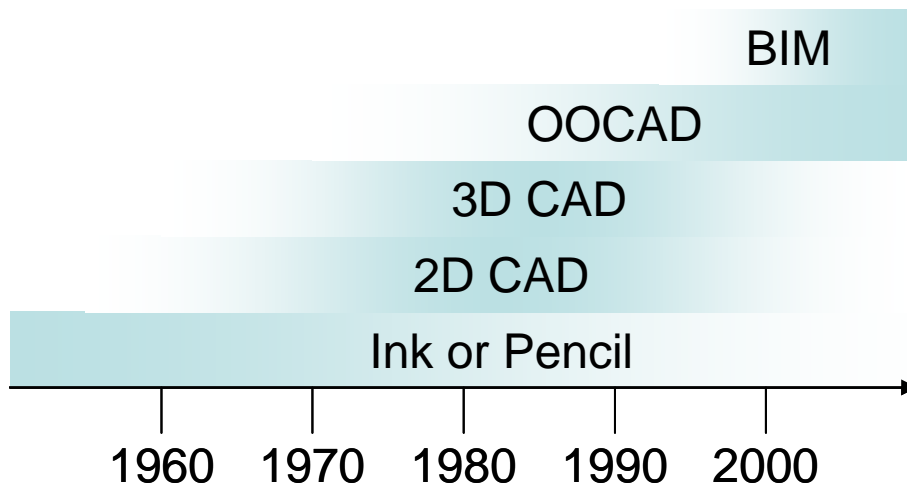 BIM
OOCAD
3D CAD
2D CAD
Ink or Pencil
1960 1970 1980 1990 2000